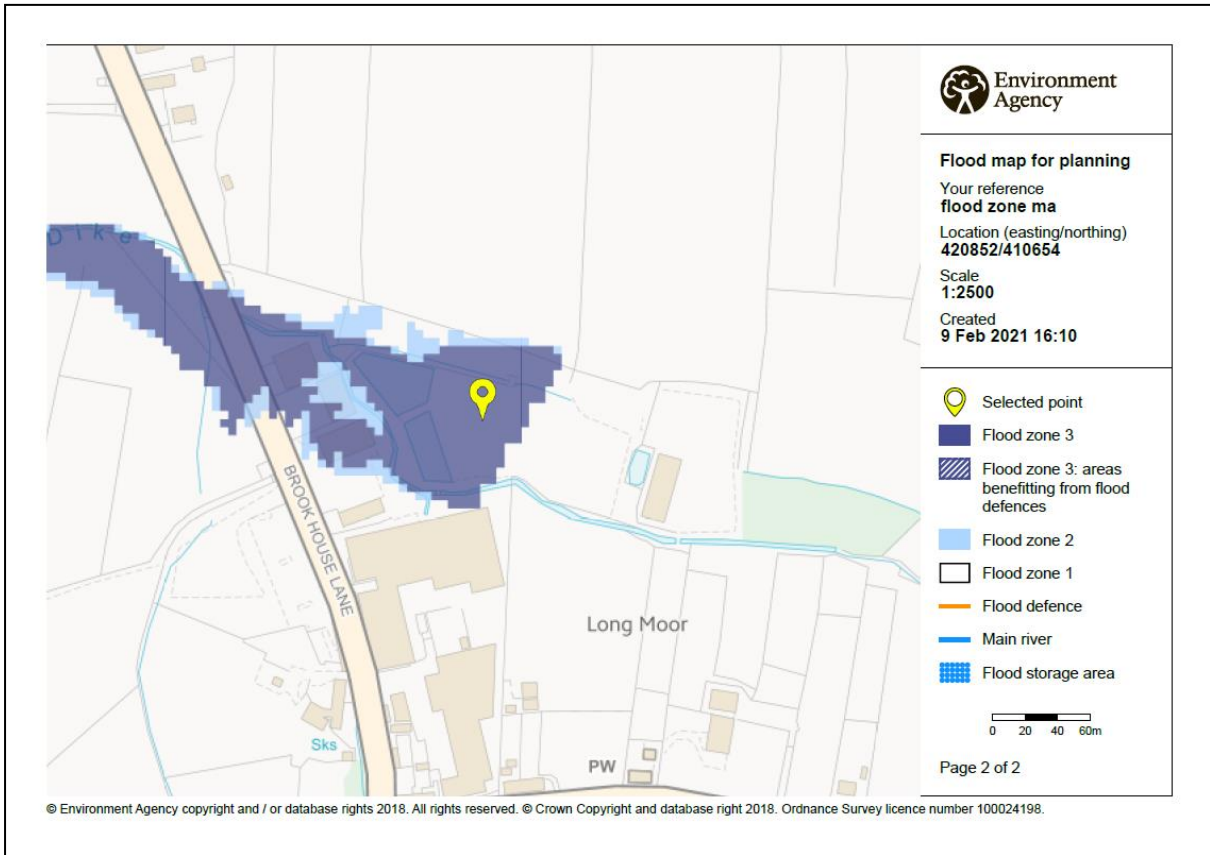 Dike
BROOK HOUSE LANE
Long Moor
Sks
PW
Environment
Agency
Flood map for planning
Your reference
flood zone ma
Location (easting/northing)
420852/410654
Scale
1:2500
Created
9 Feb 2021 16:10
Selected point
Flood zone 3
Flood zone 3: areas
benefitting from flood
defences
Flood zone 2
Flood zone 1
Flood defence
Main river
Flood storage area
0 20 40 60m
Page 2 of 2
© Environment Agency copyright and / or database rights 2018. All rights reserved. © Crown Copyright and database right 2018. Ordnance Survey licence number 100024198.